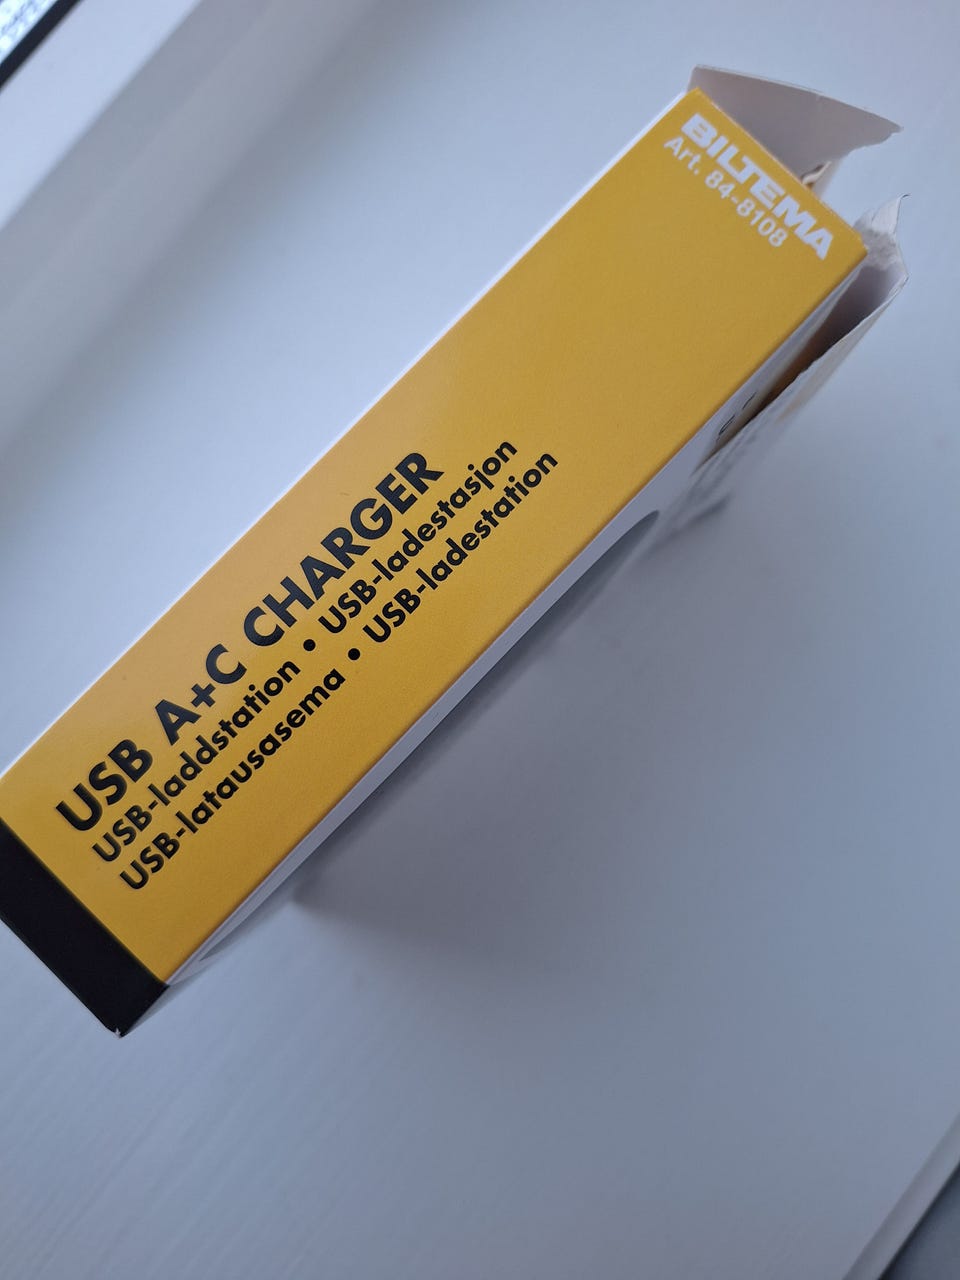 BILTEMA
Art. 84-8108
USB A+C CHARGER
USB-laddstation • USB-ladestasjon
USB-latausasema • USB-ladestation